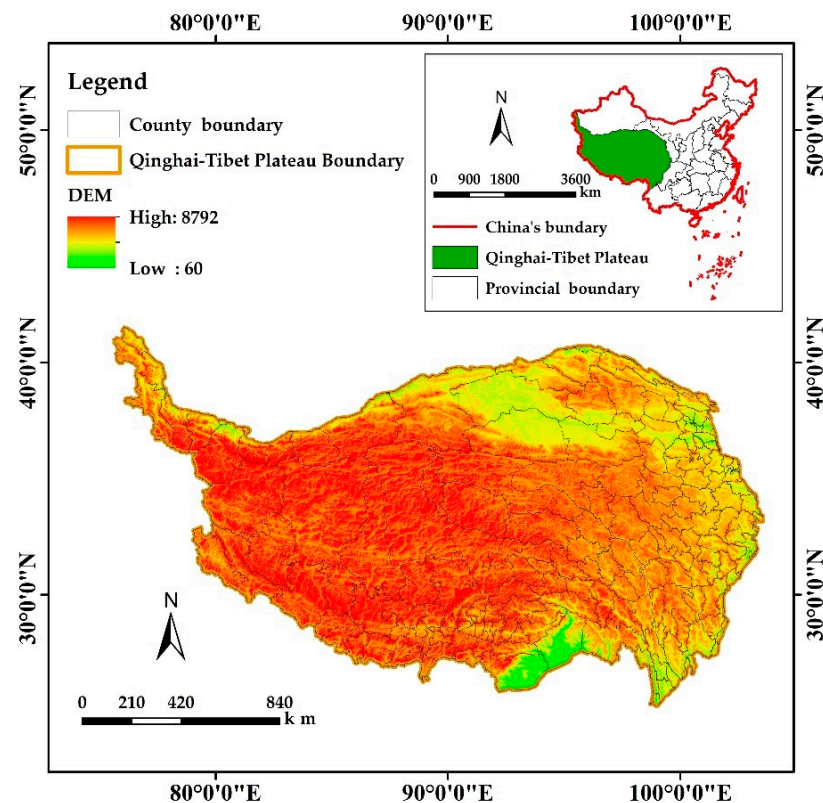 80°0'0"E 90°0'0"E 100°0'0"E
Legend
County boundary
Qinghai-Tibet Plateau Boundary
DEM
High: 8792
Low : 60
N
0 900 1800 3600
km
China's bundary
Qinghai-Tibet Plateau
Provincial boundary
50°0'0"N
50°0'0"N
40°0'0"N
40°0'0"N
30°0'0"N
30°0'0"N
N
0 210 420 840
k m
80°0'0"E 90°0'0"E 100°0'0"E